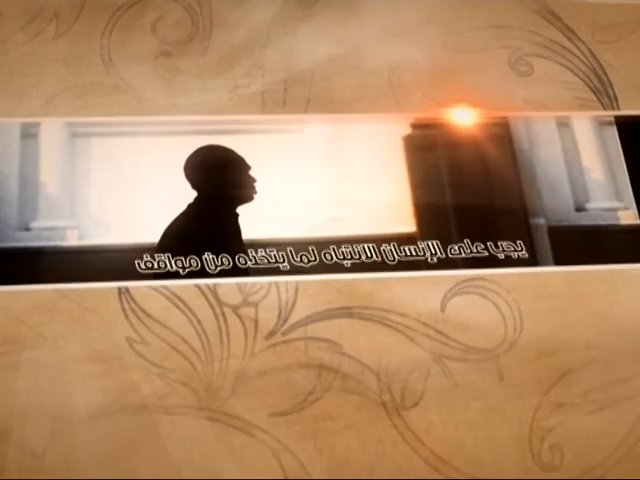 يجب على الإنسان الانتباه لما يتخذه من مواقف